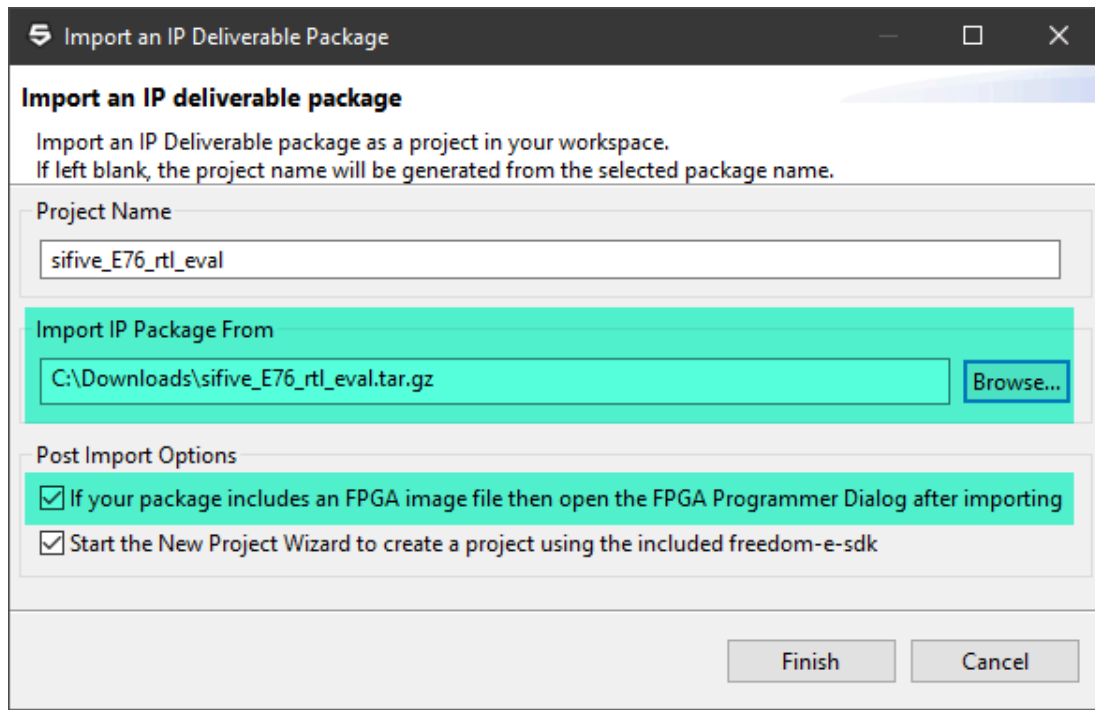 Import an IP Deliverable Package
Import an IP deliverable package
Import an IP Deliverable package as a project in your workspace.
If left blank, the project name will be generated from the selected package name.
Project Name
sifive_E76_rtl_eval
Import IP Package From
C:\Downloads\sifive_E76_rtl_eval.tar.gz
Browse...
Post Import Options
If your package includes an FPGA image file then open the FPGA Programmer Dialog after importing
Start the New Project Wizard to create a project using the included freedom-e-sdk
Finish Cancel